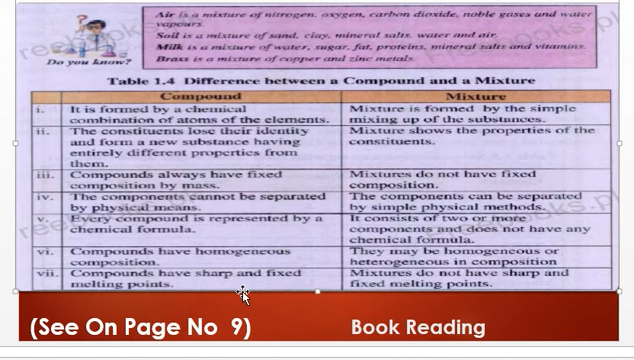 Air is a mixture of nitrogen, oxygen, carbon dioxide, noble gases and water
vapours.
Soil is a mixture of sand, clay, mineral salts, water and air.
Milk is a mixture of water, sugar, fat, proteins, mineral salts and vitamins.
Brass is a mixture of copper and zinc metals.
Do you know?
Table 1.4 Difference between a Compound and a Mixture
Compound Mixture
i. It is formed by a chemical Mixture is formed by the simple
combination of atoms of the elements. mixing up of the substances.
ii. The constituents lose their identity Mixture shows the properties of the
and form a new substance having constituents.
entirely different properties from
them.
iii. Compounds always have fixed Mixtures do not have fixed
composition by mass. composition.
iv. The components cannot be separated The components can be separated
by physical means. by simple physical methods.
v. Every compound is represented by a It consists of two or more
chemical formula. components and does not have any
chemical formula.
vi. Compounds have homogeneous They may be homogeneous or
composition. heterogeneous in composition
vii. Compounds have sharp and fixed Mixtures do not have sharp and
melting points. fixed melting points.
(See On Page No 9) Book Reading